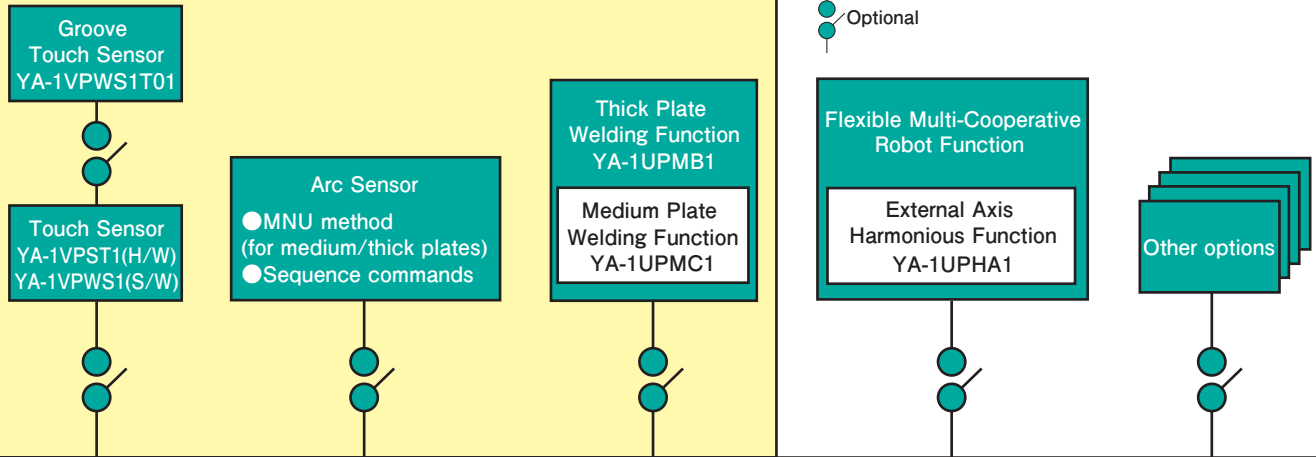 Groove
Touch Sensor
YA-1VPWS1T01
Touch Sensor
YA-1VPST1(H/W)
YA-1VPWS1(S/W)
Arc Sensor
●MNU method
(for medium/thick plates)
●Sequence commands
Thick Plate
Welding Function
YA-1UPMB1
Medium Plate
Welding Function
YA-1UPMC1
Optional
Flexible Multi-Cooperative
Robot Function
External Axis
Harmonious Function
YA-1UPHA1
Other options